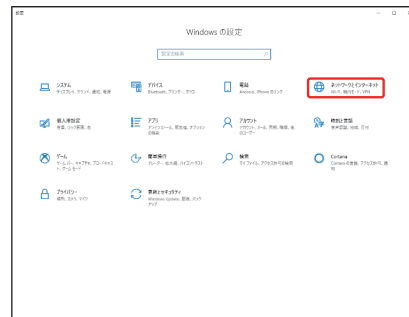 設定
Windows の設定
設定の検索
システム
ディスプレイ、サウンド、通知、電源
デバイス
Bluetooth、プリンター、マウス
電話
Android, iPhone のリンク
ネットワークとインターネット
Wi-Fi、機内モード、VPN
個人用設定
背景、ロック画面、色
アプリ
アンインストール、既定値、オプション
の機能
アカウント
アカウント、メール、同期、職場、他
のユーザー
時刻と言語
音声認識、地域、日付
ゲーム
ゲーム バー、キャプチャ、ブロードキャス
ト、ゲーム モード
簡単操作
ナレーター、拡大鏡、ハイコントラスト
検索
マイ ファイル、アクセス許可の検索
Cortana
Cortana の言語、アクセス許可、通
知
プライバシー
場所、カメラ、マイク
更新とセキュリティ
Windows Update、回復、バック
アップ